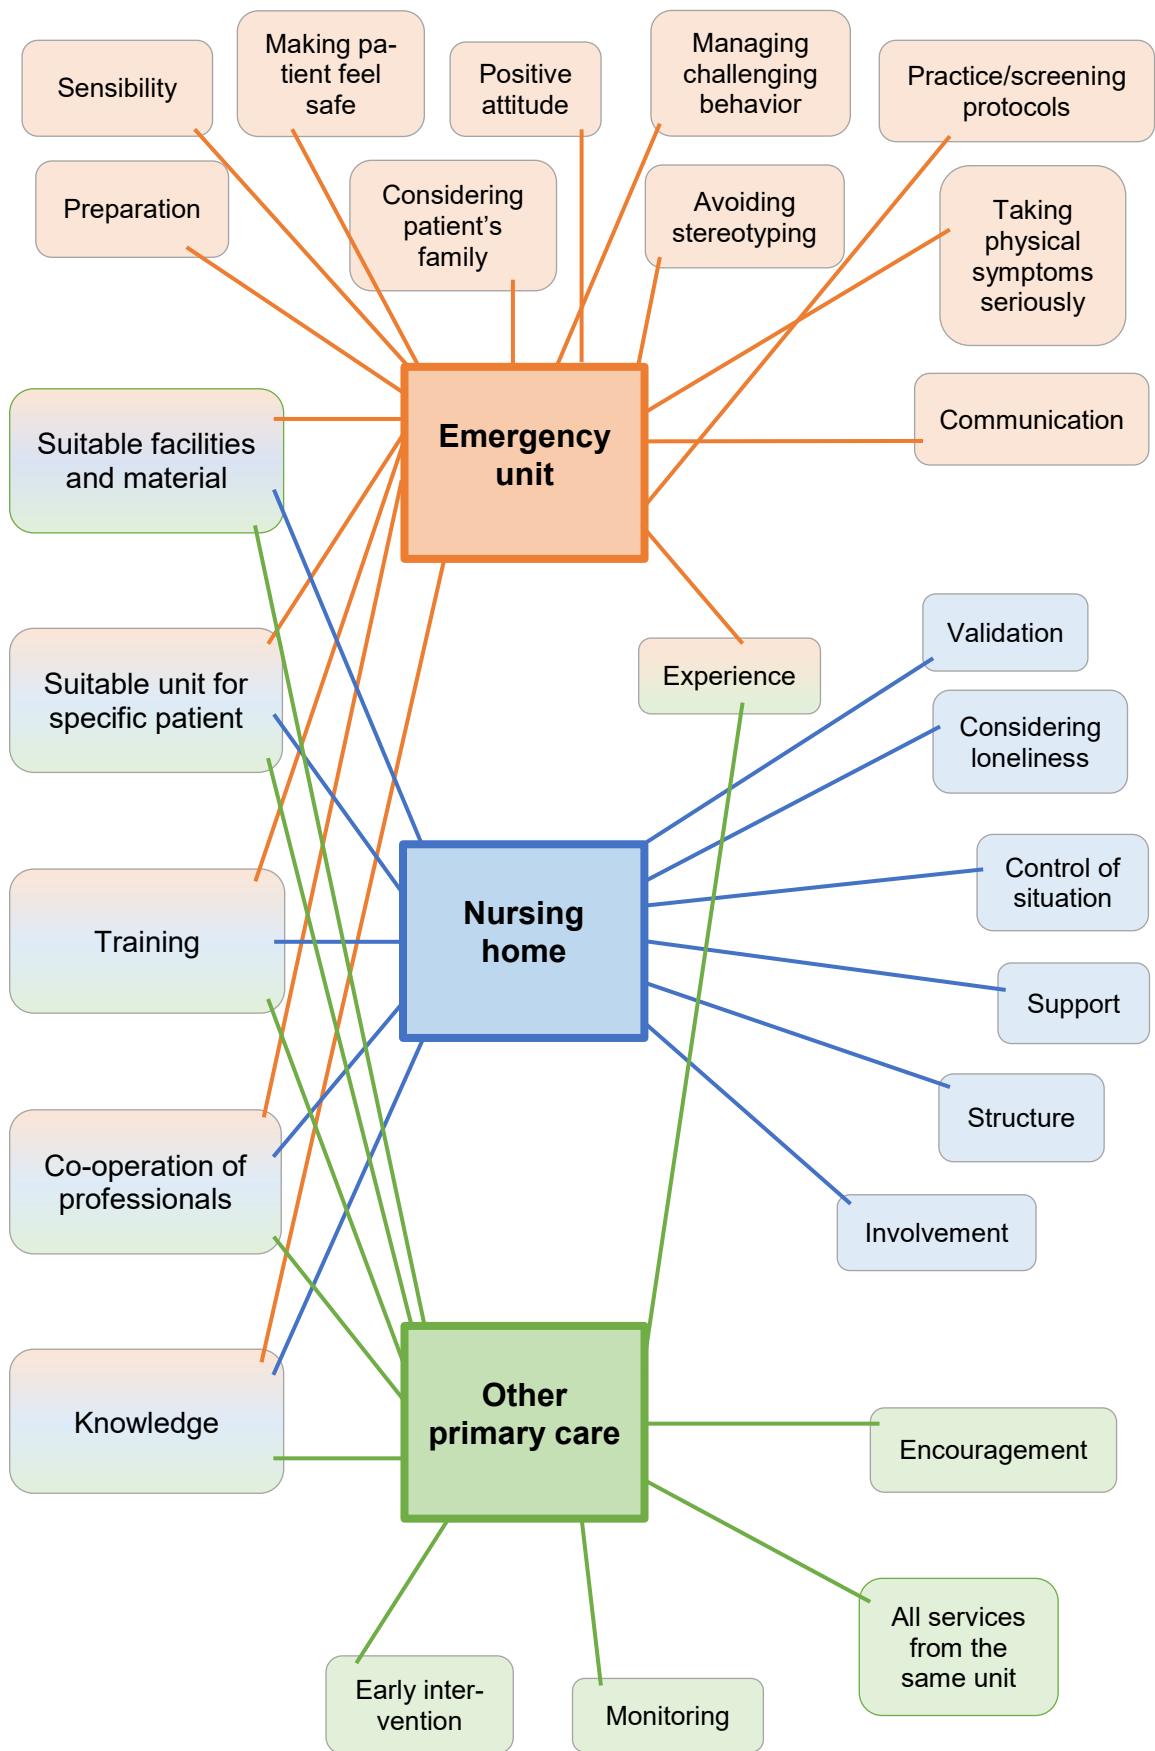 Sensibility
Making pa-
tient feel
safe
Positive
attitude
Managing
challenging
behavior
Practice/screening
protocols
Preparation
Considering
patient’s
family
Avoiding
stereotyping
Taking
physical
symptoms
seriously
Suitable facilities
and material
Emergency
unit
Communication
Suitable unit for
specific patient
Experience
Validation
Considering
loneliness
Training
Nursing
home
Control of
situation
Support
Structure
Co-operation of
professionals
Involvement
Knowledge
Other
primary care
Encouragement
All services
from the
same unit
Early inter-
vention
Monitoring